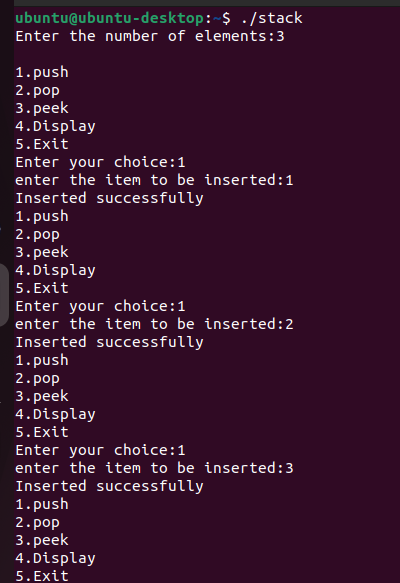 ubuntu@ubuntu-desktop:~$ ./stack
Enter the number of elements:3

1.push
2.pop
3.peek
4.Display
5.Exit
Enter your choice:1
enter the item to be inserted:1
Inserted successfully
1.push
2.pop
3.peek
4.Display
5.Exit
Enter your choice:1
enter the item to be inserted:2
Inserted successfully
1.push
2.pop
3.peek
4.Display
5.Exit
Enter your choice:1
enter the item to be inserted:3
Inserted successfully
1.push
2.pop
3.peek
4.Display
5.Exit